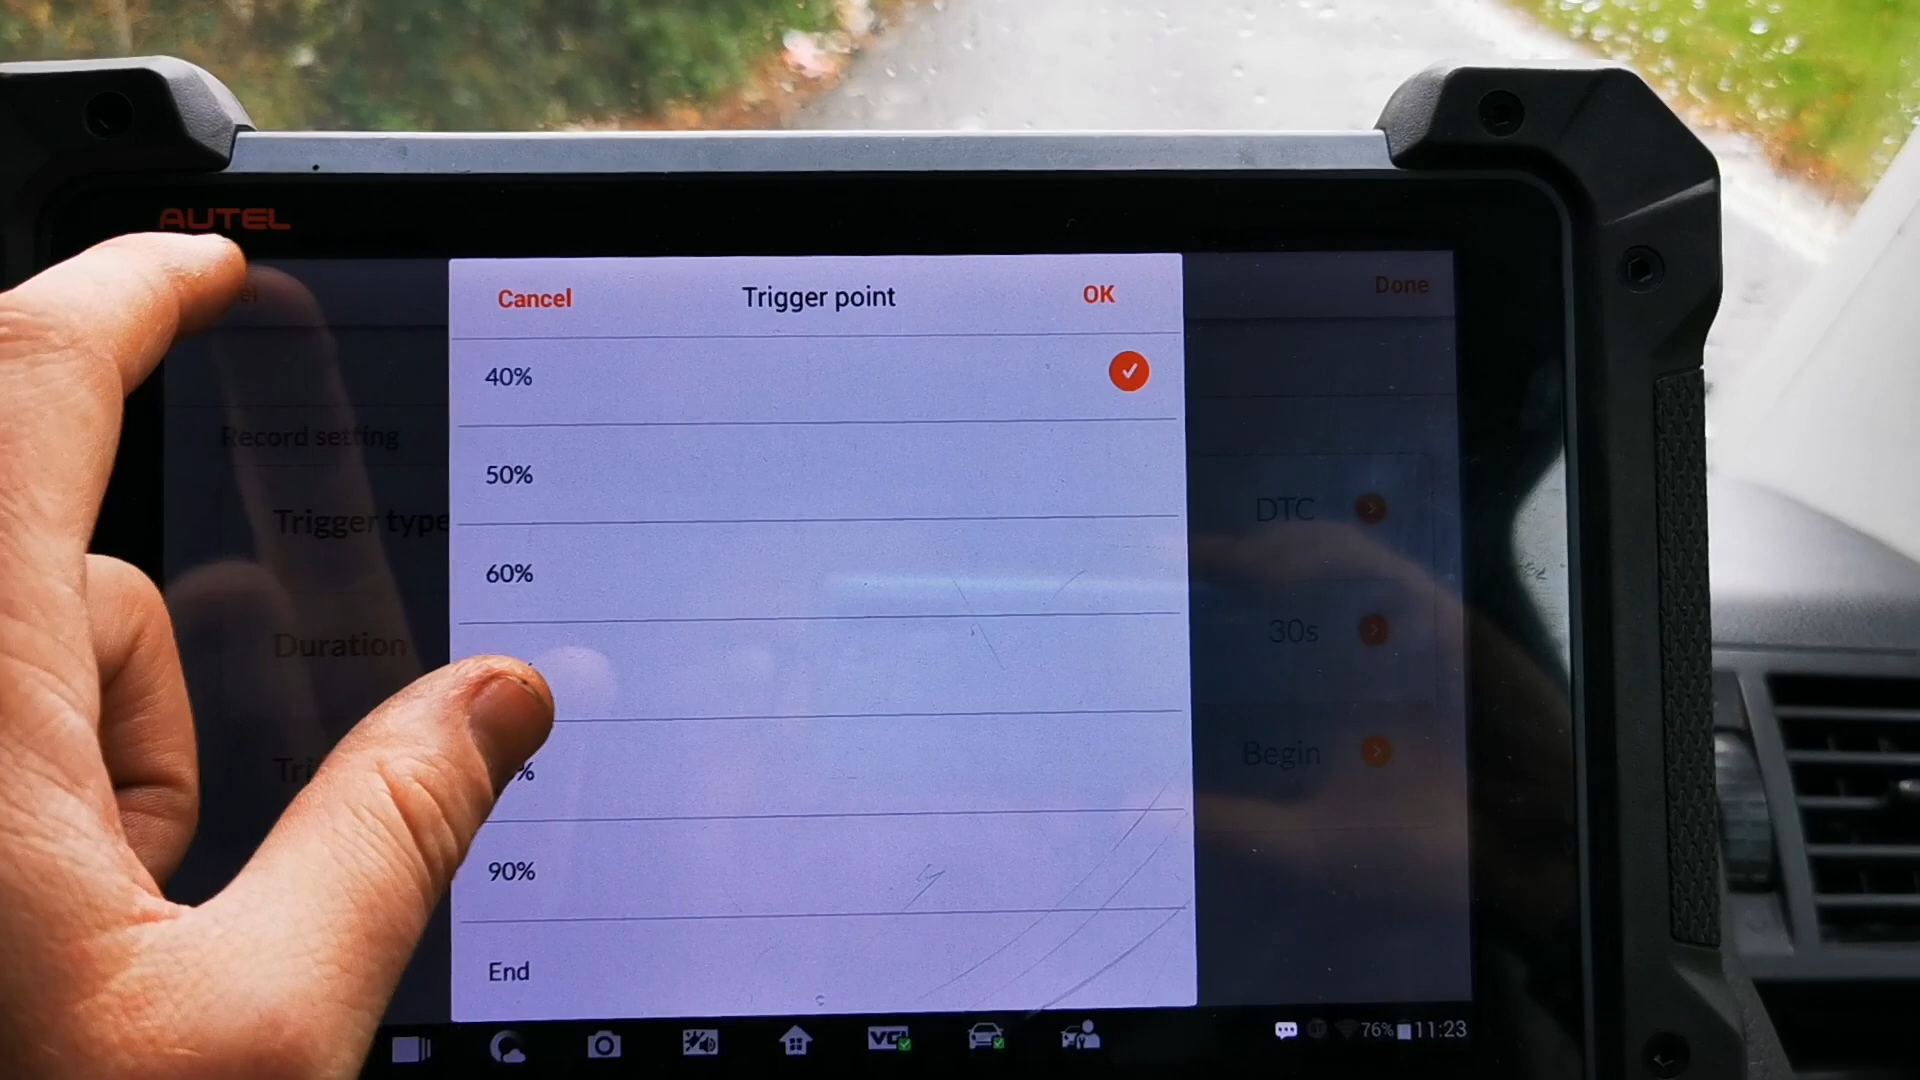 AUTEL
Cancel Trigger point OK Done
40%
Record setting
50%
Trigger type DTC
60%
Duration 30s
Begin
90%
End
VCI 76% 11:23